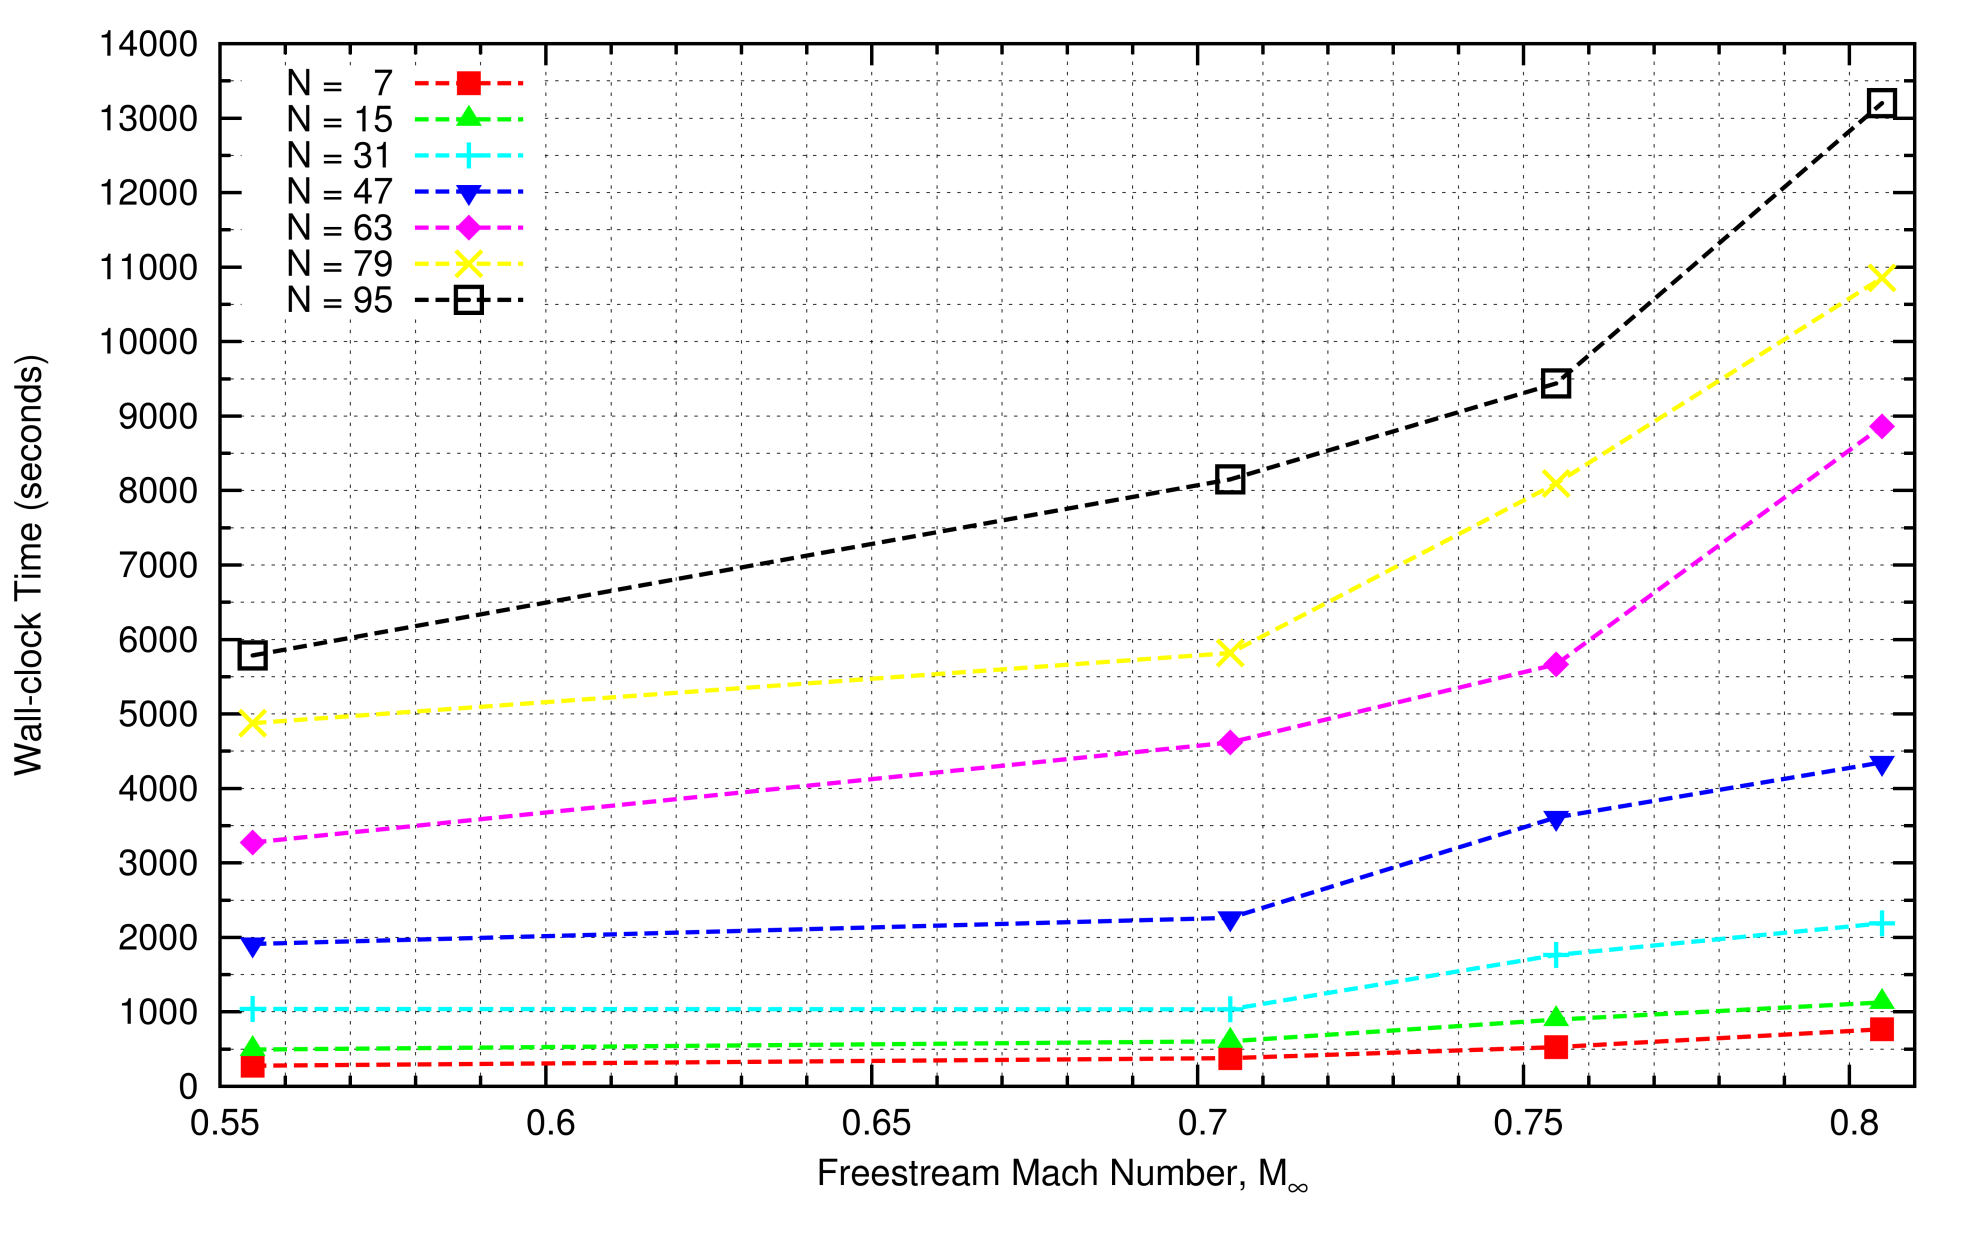 14000
13000
12000
11000
10000
9000
8000
7000
6000
5000
4000
3000
2000
1000
0
N = 7
N = 15
N = 31
N = 47
N = 63
N = 79
N = 95
Wall-clock Time (seconds)
0.55 0.6 0.65 0.7 0.75 0.8
Freestream Mach Number, M∞